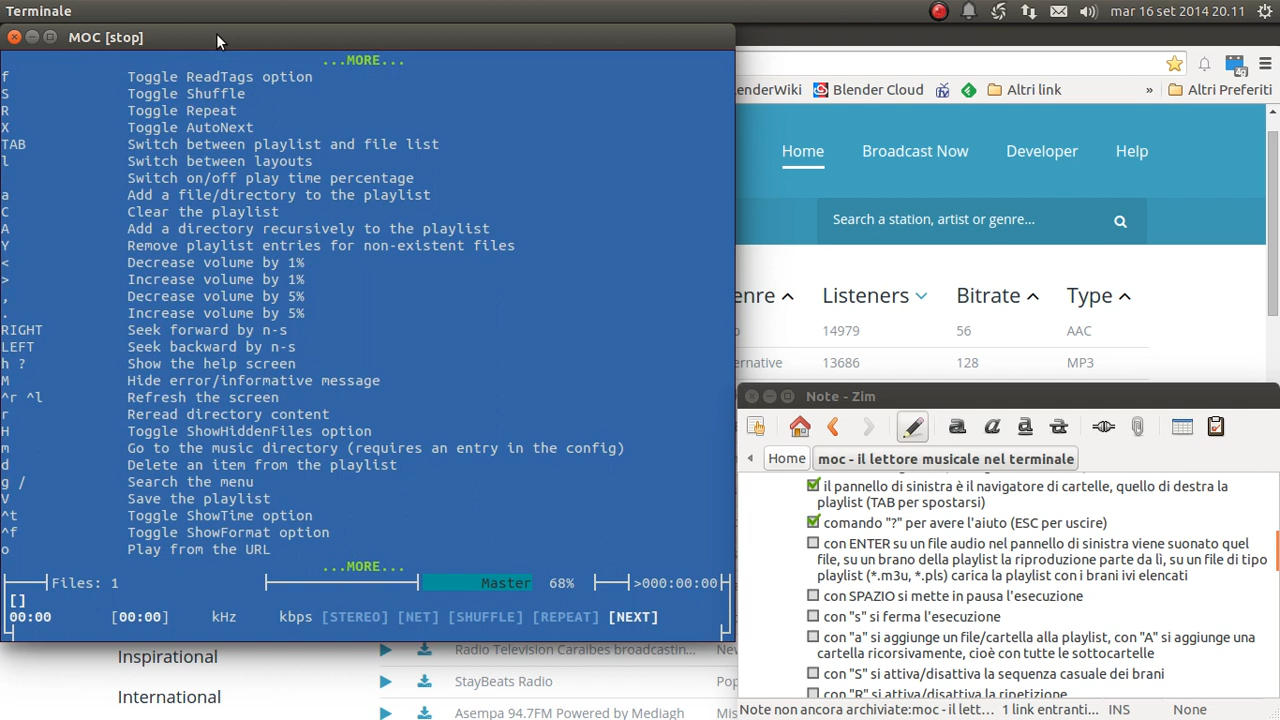 Terminale
mar 16 set 2014 20.11
MOC [stop]
...MORE...
f Toggle ReadTags option
S Toggle Shuffle
R Toggle Repeat
X Toggle AutoNext
TAB Switch between playlist and file list
l Switch between layouts
Switch on/off play time percentage
a Add a file/directory to the playlist
C Clear the playlist
A Add a directory recursively to the playlist
Y Remove playlist entries for non-existent files
< Decrease volume by 1%
> Increase volume by 1%
, Decrease volume by 5%
. Increase volume by 5%
RIGHT Seek forward by n-s
LEFT Seek backward by n-s
h ? Show the help screen
M Hide error/informative message
^r ^l Refresh the screen
r Reread directory content
H Toggle ShowHiddenFiles option
m Go to the music directory (requires an entry in the config)
d Delete an item from the playlist
g / Search the menu
V Save the playlist
^t Toggle ShowTime option
^f Toggle ShowFormat option
o Play from the URL
...MORE...
Files: 1 Master 68% >000:00:00
[]
00:00 [00:00] kHz kbps [STEREO] [NET] [SHUFFLE] [REPEAT] [NEXT]
enderWiki Blender Cloud Altri link » Altri Preferiti
Home Broadcast Now Developer Help
Search a station, artist or genre...
enre Listeners Bitrate Type
14979 56 AAC
ernative 13686 128 MP3
Note - Zim
Home moc - il lettore musicale nel terminale
il pannello di sinistra è il navigatore di cartelle, quello di destra la
playlist (TAB per spostarsi)
comando "?" per avere l'aiuto (ESC per uscire)
con ENTER su un file audio nel pannello di sinistra viene suonato quel
file, su un brano della playlist la riproduzione parte da lì, su un file di tipo
playlist (*.m3u, *.pls) carica la playlist con i brani ivi elencati
con SPAZIO si mette in pausa l'esecuzione
con "s" si ferma l'esecuzione
con "a" si aggiunge un file/cartella alla playlist, con "A" si aggiunge una
cartella ricorsivamente, cioè con tutte le sottocartelle
con "S" si attiva/disattiva la sequenza casuale dei brani
con "R" si attiva/disattiva la ripetizione
Note non ancora archiviate:moc - il lett... 1 link entranti... INS None
Inspirational
International
Radio Television Caraibes broadcastin... Nev
StayBeats Radio Pop
Asempa 94.7FM Powered by Mediagh Mis